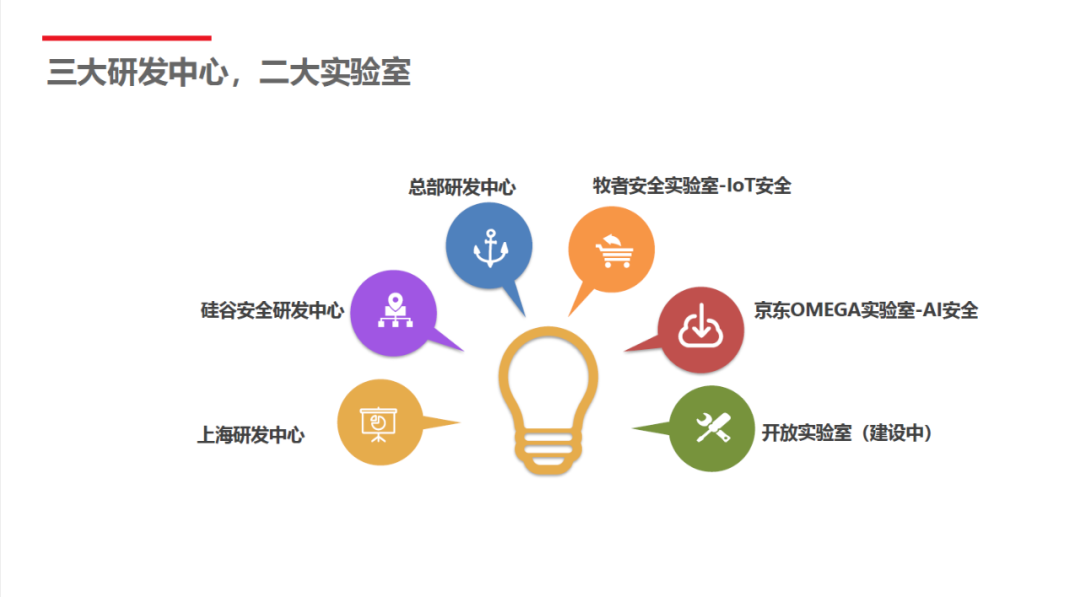 三大研发中心，二大实验室
总部研发中心
牧者安全实验室-IoT安全
硅谷安全研发中心
京东OMEGA实验室-AI安全
上海研发中心
开放实验室（建设中）